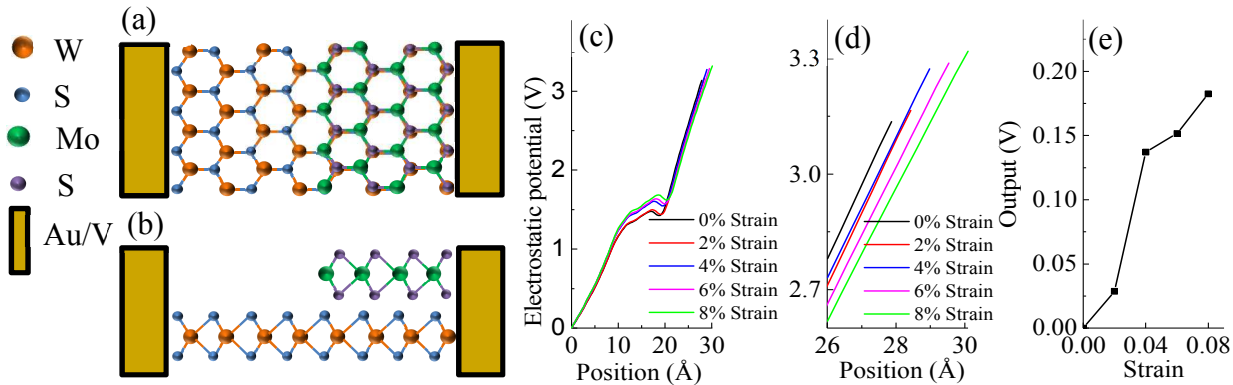 (a)
W
S
Mo
S
Au/V
(b)
(c)
Electrostatic potential (V)
4
3
2
1
0
0% Strain
2% Strain
4% Strain
6% Strain
8% Strain
0 10 20 30
Position (Å)
(d)
3.3
3.0
2.7
0% Strain
2% Strain
4% Strain
6% Strain
8% Strain
26 27 28 29 30
Position (Å)
(e)
Output (V)
0.20
0.15
0.10
0.05
0.00
0.00 0.04 0.08
Strain